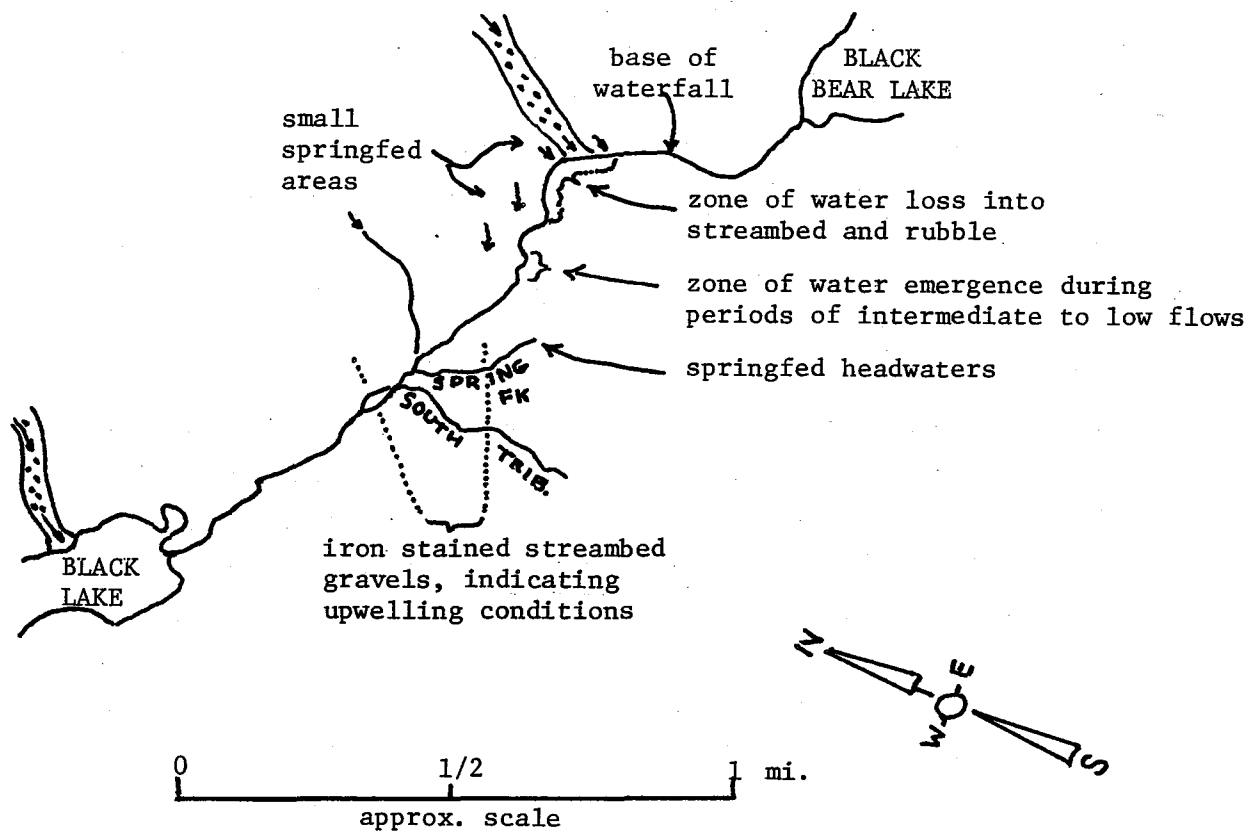 base of
waterfall
BLACK
BEAR LAKE
small
springfed
areas
zone of water loss into
streambed and rubble
zone of water emergence during
periods of intermediate to low flows
springfed headwaters
SPRING
FK
SOUTH
TRIB.
iron stained streambed
gravels, indicating
upwelling conditions
BLACK
LAKE
N
E
W
S
0 1/2 1 mi.
approx. scale